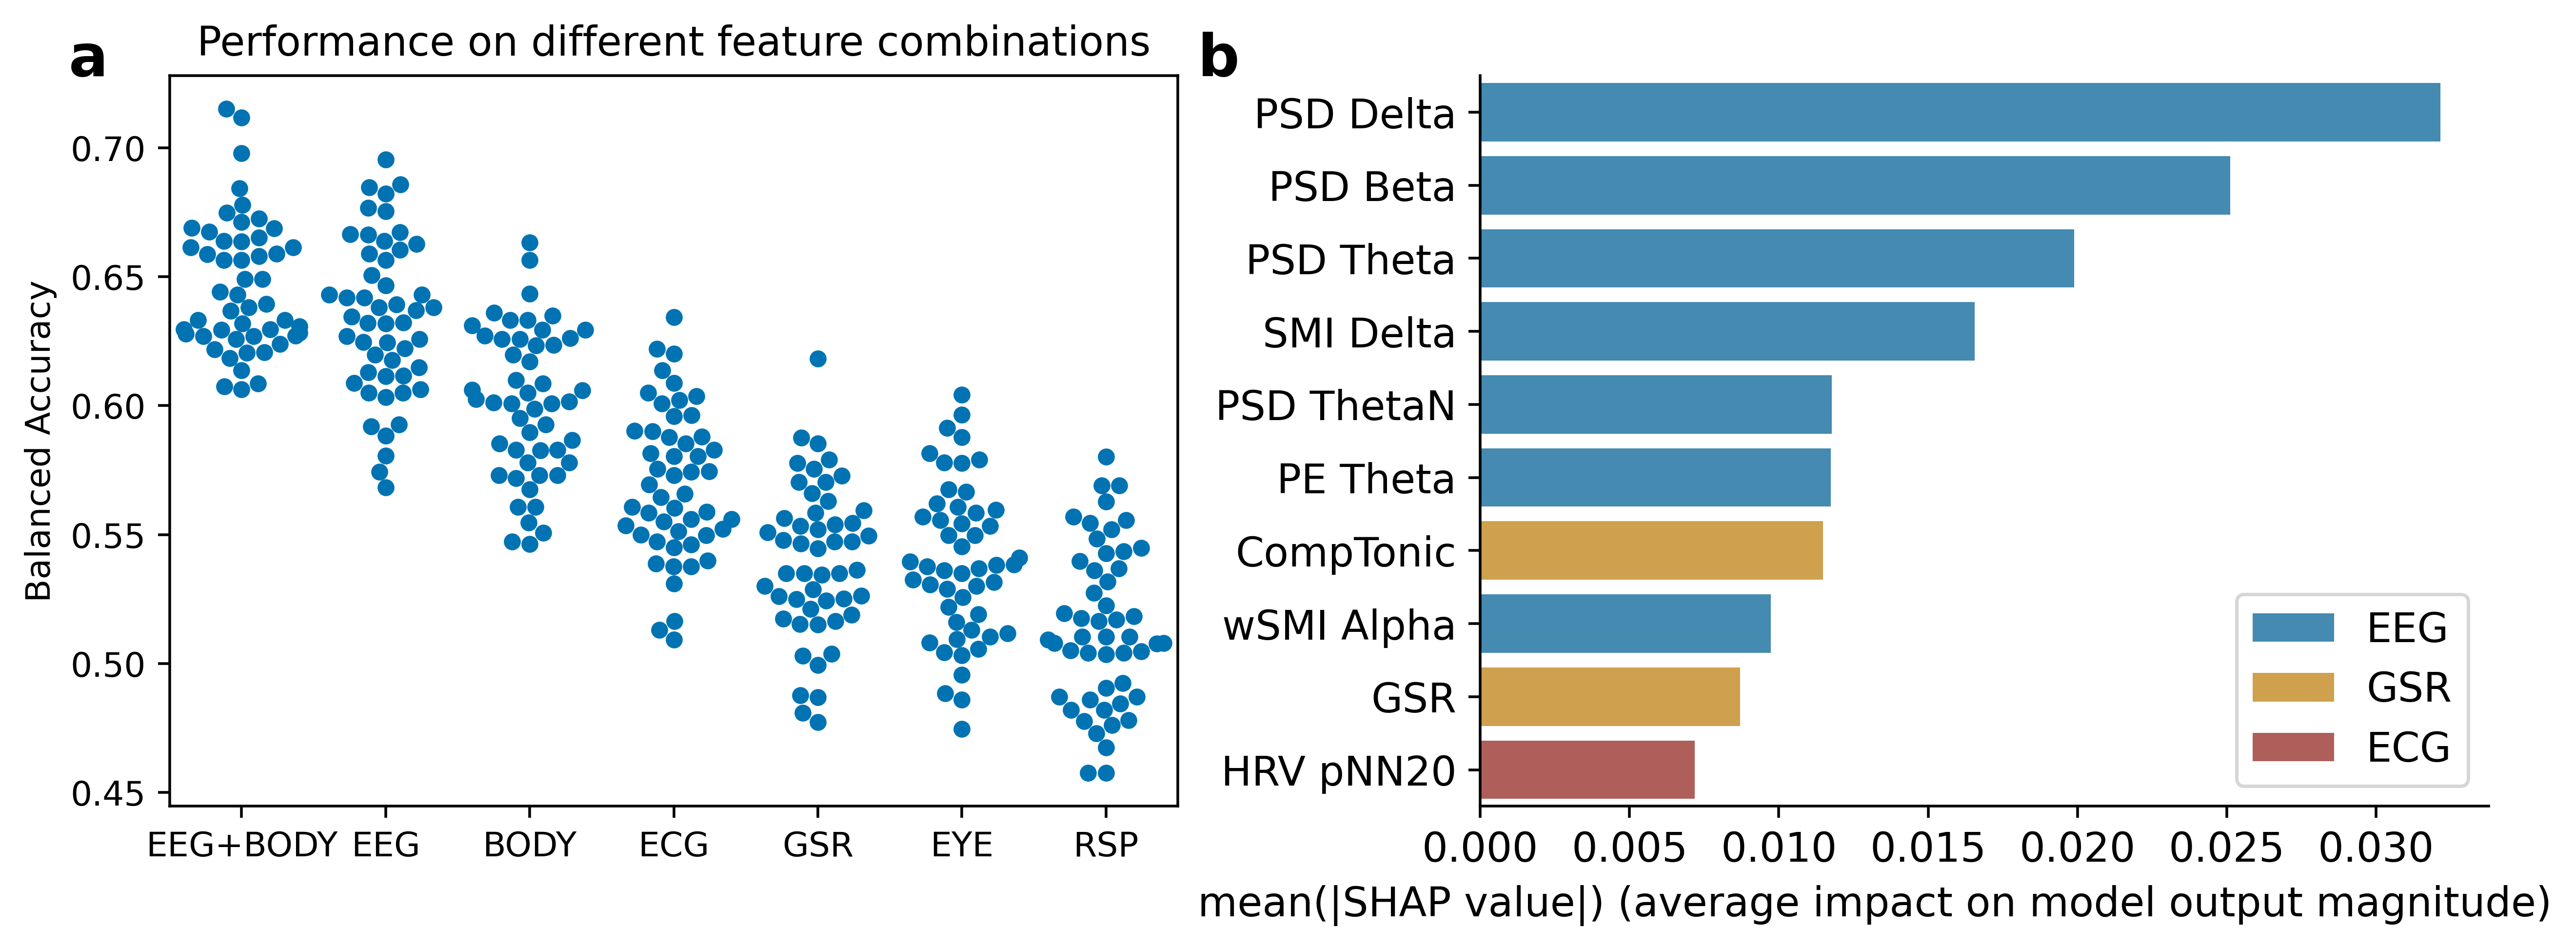 a
Performance on different feature combinations
Balanced Accuracy
0.70
0.65
0.60
0.55
0.50
0.45
EEG+BODY EEG BODY ECG GSR EYE RSP
b
PSD Delta
PSD Beta
PSD Theta
SMI Delta
PSD ThetaN
PE Theta
CompTonic
wSMI Alpha
GSR
HRV pNN20
EEG
GSR
ECG
0.000 0.005 0.010 0.015 0.020 0.025 0.030
mean(|SHAP value|) (average impact on model output magnitude)